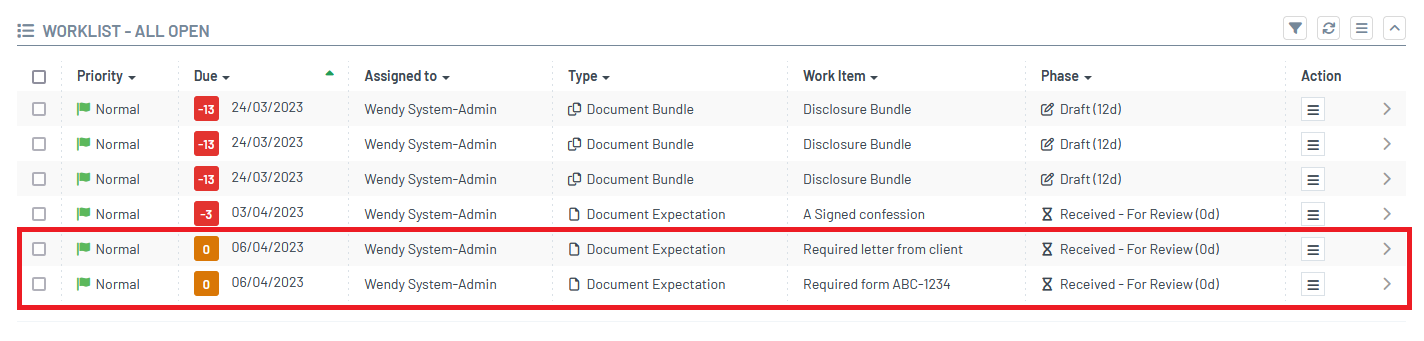 WORKLIST - ALL OPEN
Priority Due Assigned to Type Work Item Phase Action
Normal -13 24/03/2023 Wendy System-Admin Document Bundle Disclosure Bundle Draft (12d)
Normal -13 24/03/2023 Wendy System-Admin Document Bundle Disclosure Bundle Draft (12d)
Normal -13 24/03/2023 Wendy System-Admin Document Bundle Disclosure Bundle Draft (12d)
Normal -3 03/04/2023 Wendy System-Admin Document Expectation A Signed confession Received - For Review (0d)
Normal 0 06/04/2023 Wendy System-Admin Document Expectation Required letter from client Received - For Review (0d)
Normal 0 06/04/2023 Wendy System-Admin Document Expectation Required form ABC-1234 Received - For Review (0d)